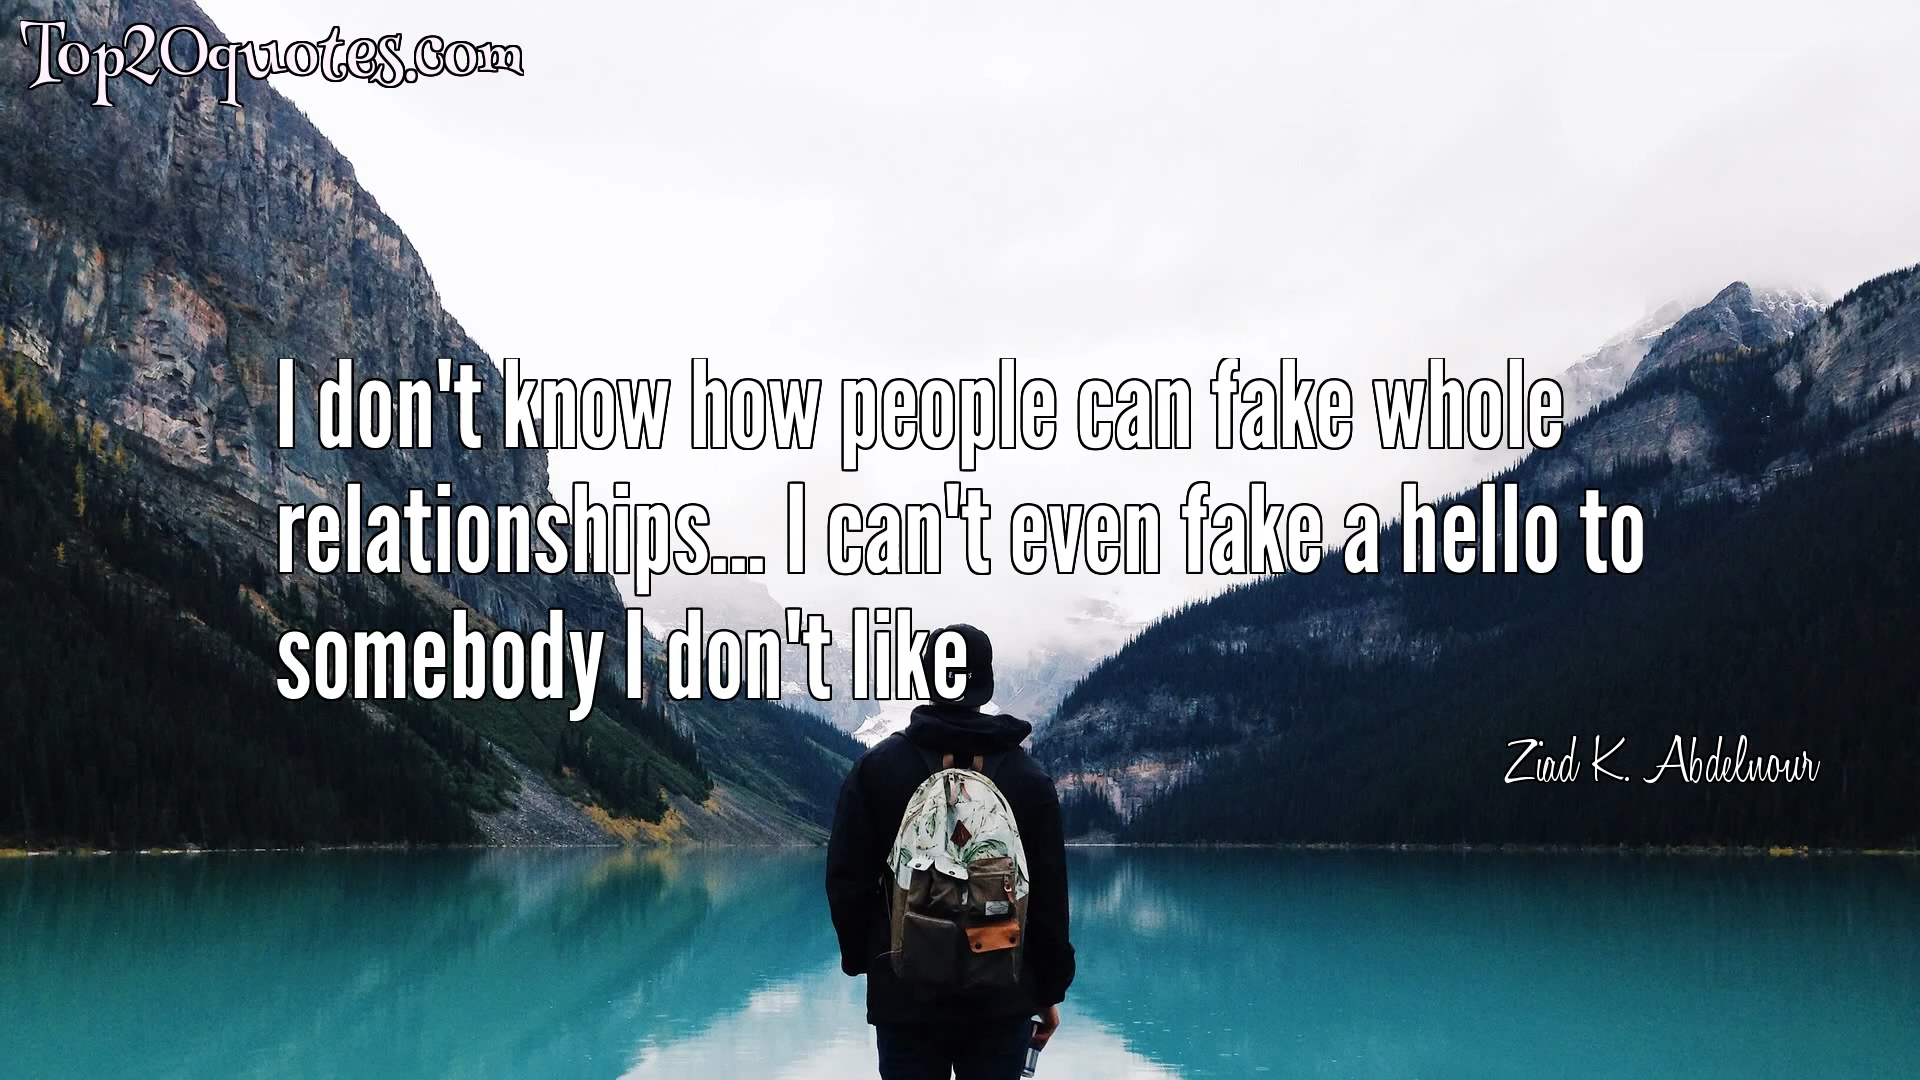 Top20quotes.com
I don't know how people can fake whole
relationships... I can't even fake a hello to
somebody I don't like
Ziad K. Abdelnour